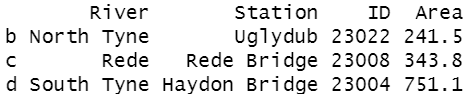 River Station ID Area
b North Tyne Uglydub 23022 241.5
c Rede Rede Bridge 23008 343.8
d South Tyne Haydon Bridge 23004 751.1